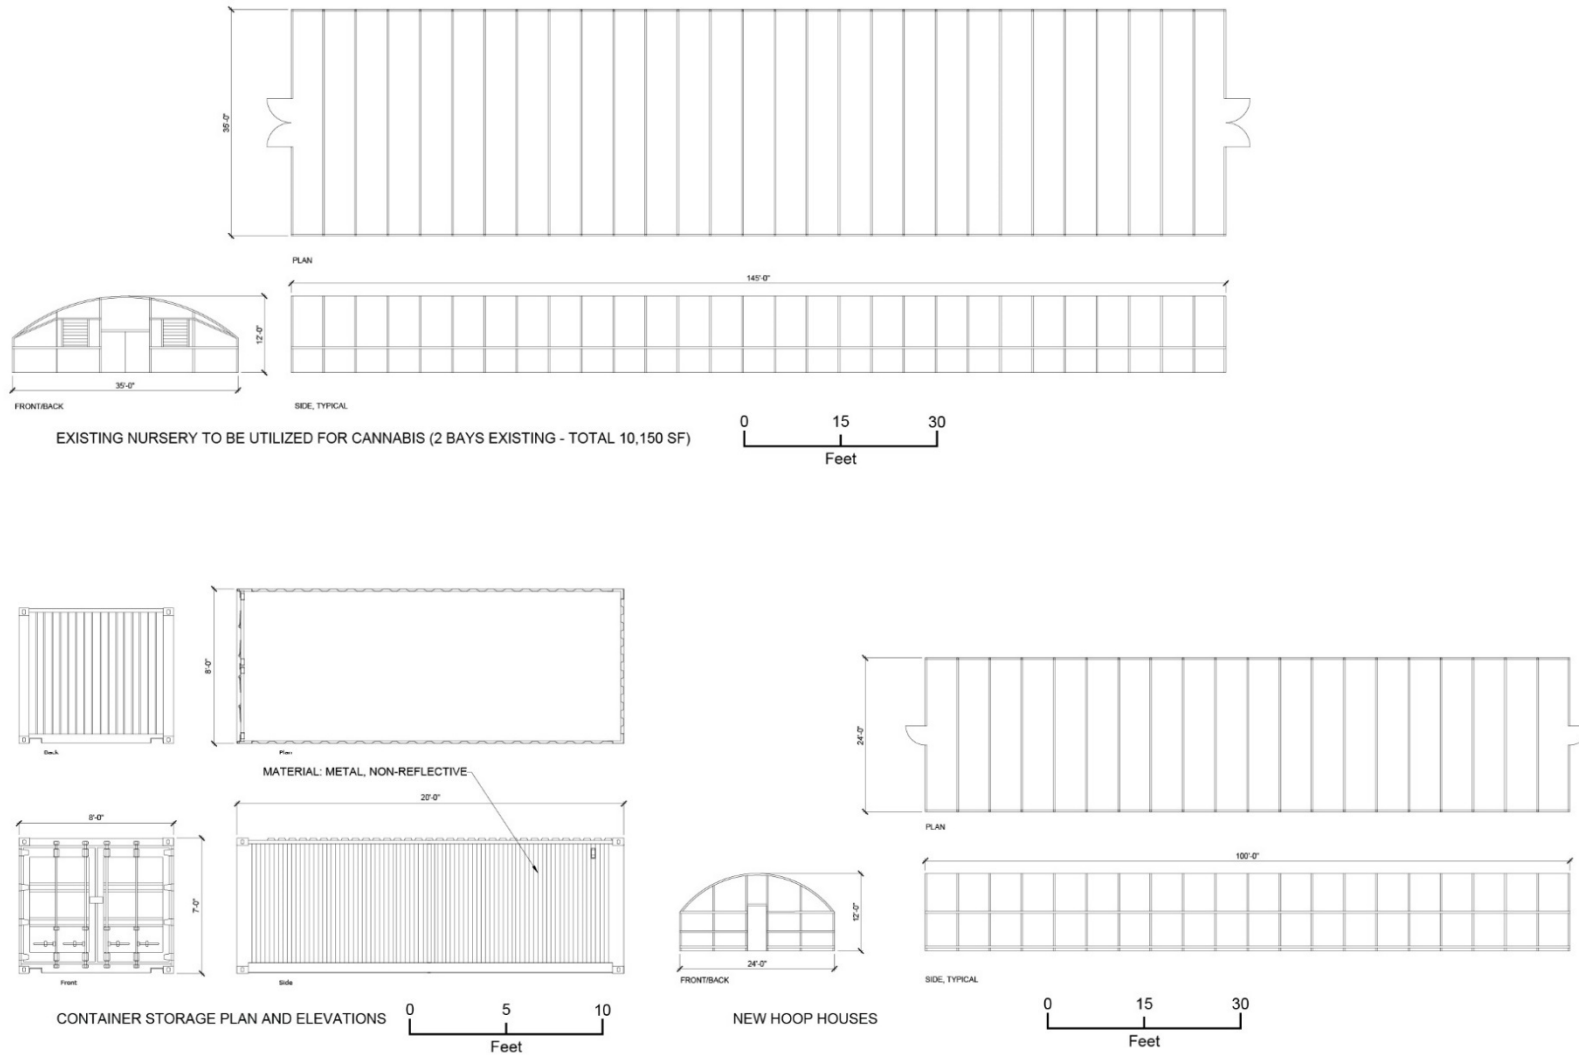 35'-0"
PLAN
145'-0"
12'-0"
35'-0"
FRONT/BACK
SIDE, TYPICAL
EXISTING NURSERY TO BE UTILIZED FOR CANNABIS (2 BAYS EXISTING - TOTAL 10,150 SF)
0 15 30
Feet
8'-0"
Back
Plan
MATERIAL: METAL, NON-REFLECTIVE
20'-0"
8'-0"
7'-0"
Front
Side
CONTAINER STORAGE PLAN AND ELEVATIONS
0 5 10
Feet
24'-0"
PLAN
100'-0"
12'-0"
24'-0"
FRONT/BACK
SIDE, TYPICAL
NEW HOOP HOUSES
0 15 30
Feet